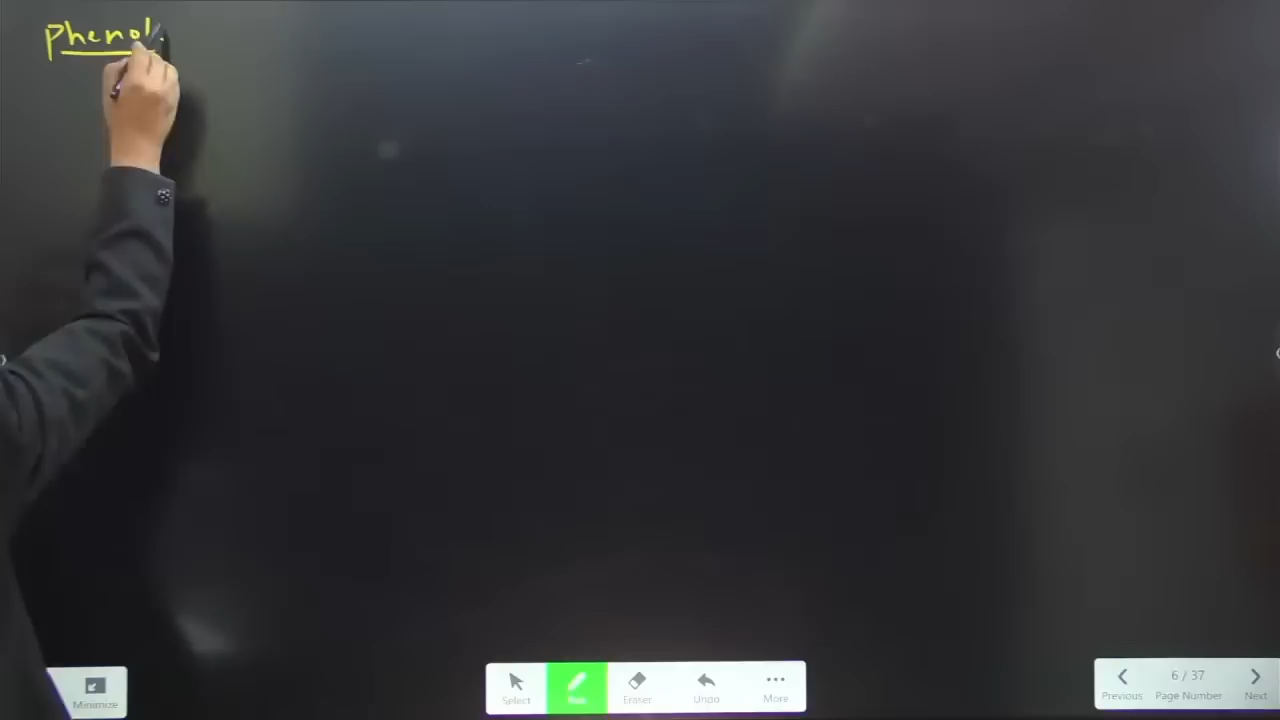 Phenol
Minimize
Select
Undo
Eraser
More
Previous
6 / 37
Page Number
Next